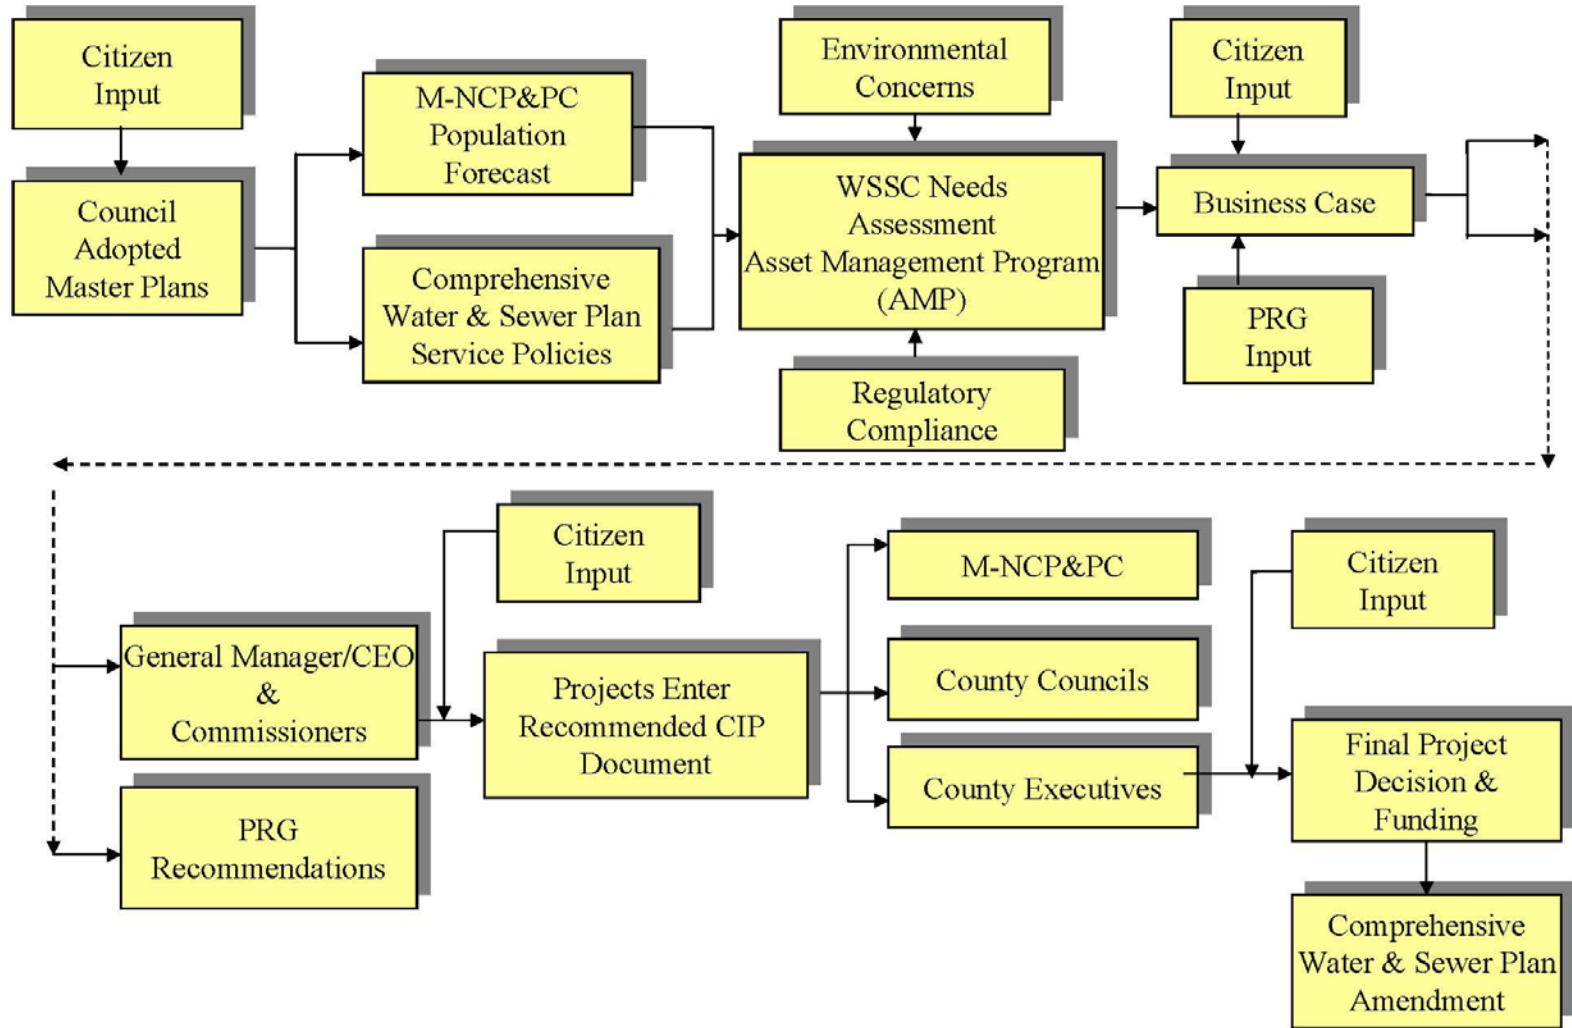 Citizen
Input
Council
Adopted
Master Plans
M-NCP&PC
Population
Forecast
Comprehensive
Water & Sewer Plan
Service Policies
Environmental
Concerns
WSSC Needs
Assessment
Asset Management Program
(AMP)
Regulatory
Compliance
Citizen
Input
Business Case
PRG
Input
General Manager/CEO
&
Commissioners
PRG
Recommendations
Citizen
Input
Projects Enter
Recommended CIP
Document
M-NCP&PC
County Councils
County Executives
Citizen
Input
Final Project
Decision &
Funding
Comprehensive
Water & Sewer Plan
Amendment